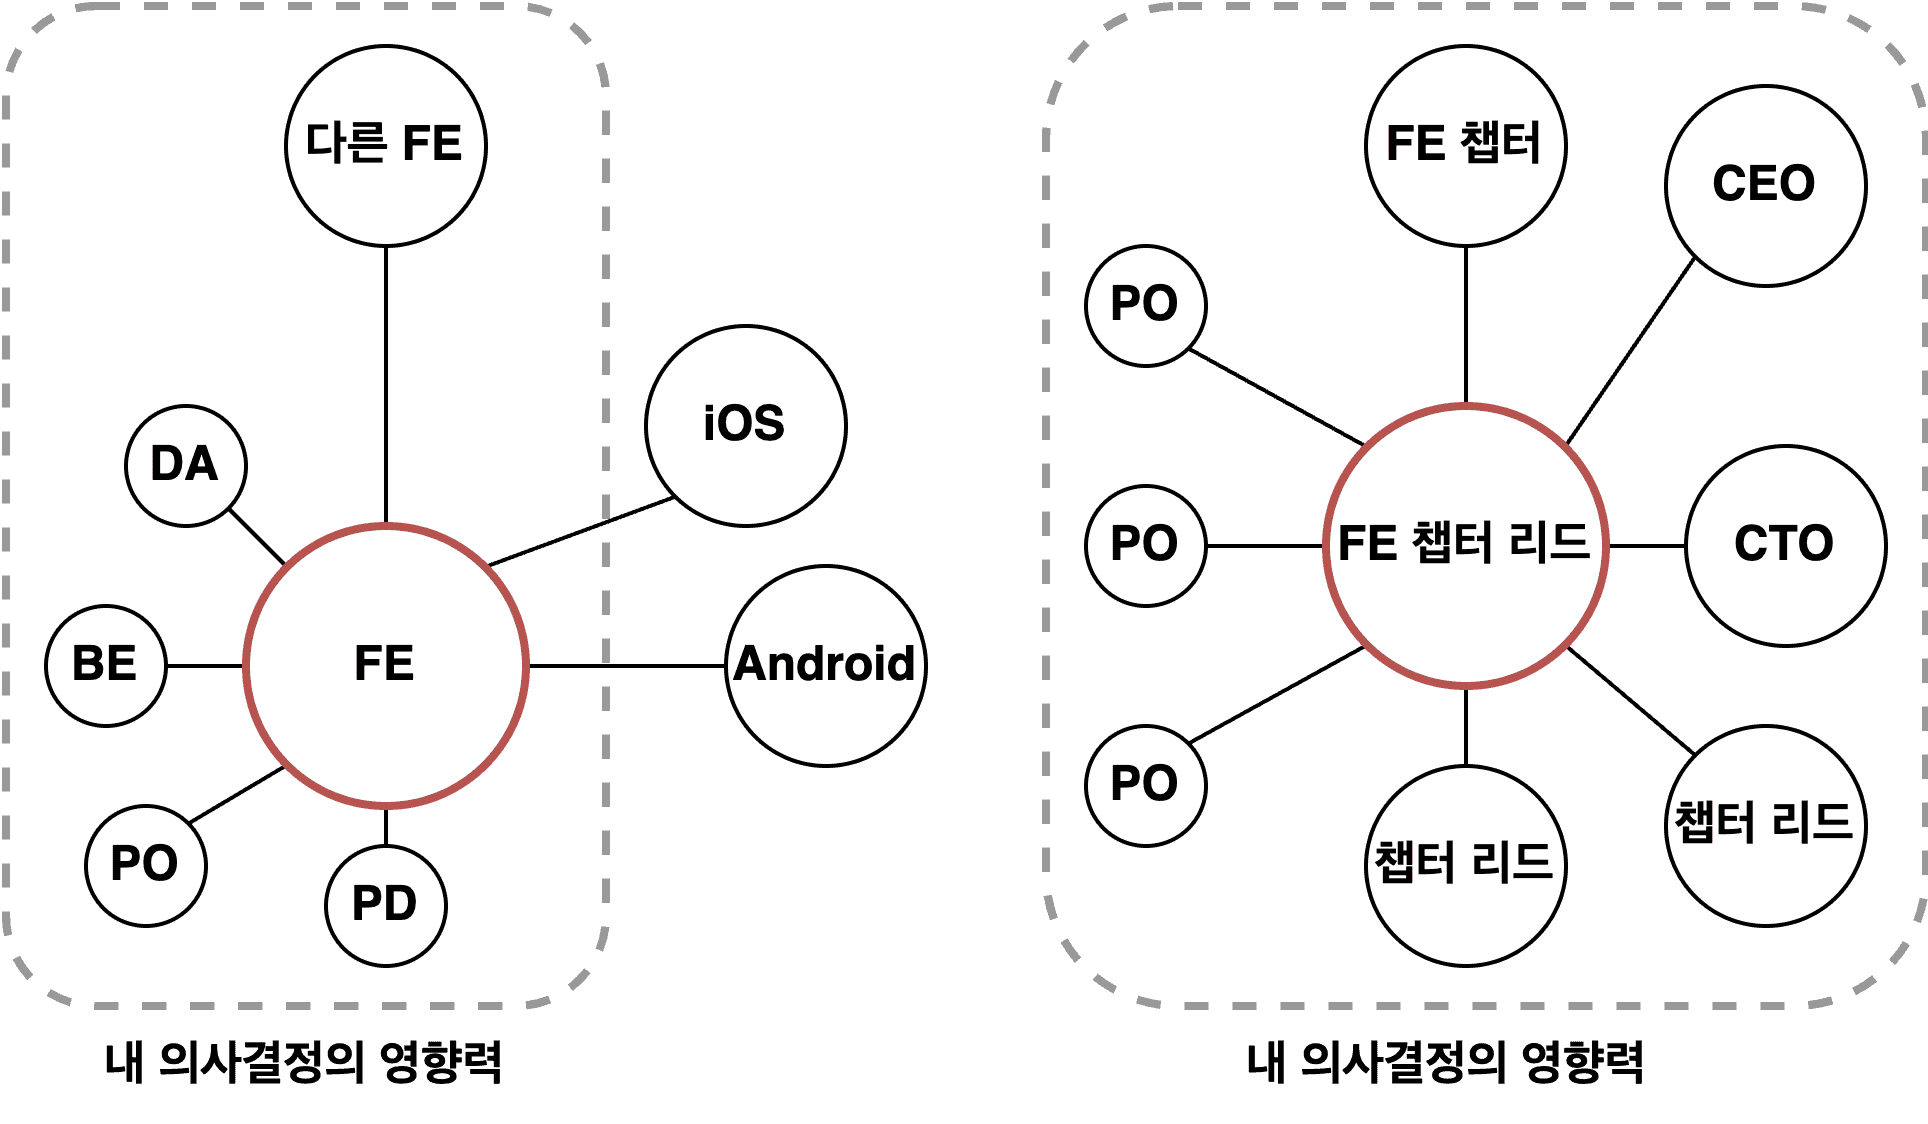 다른 FE
iOS
DA
BE
FE
Android
PO
PD
내 의사결정의 영향력
FE 챕터
CEO
PO
PO
FE 챕터 리드
CTO
PO
챕터 리드
챕터 리드
내 의사결정의 영향력